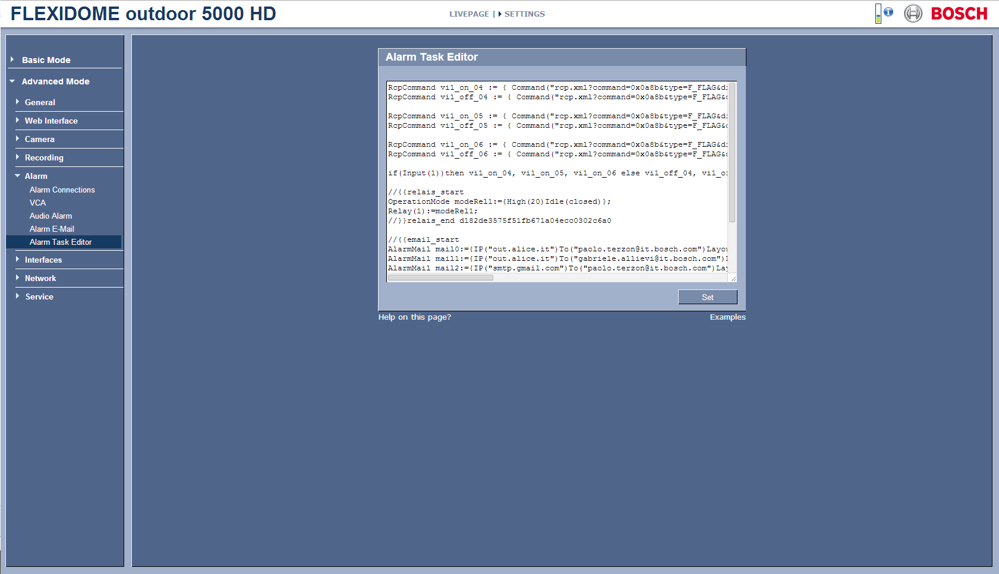 FLEXIDOME outdoor 5000 HD
LIVEPAGE | SETTINGS
BOSCH
Basic Mode
Advanced Mode
General
Web Interface
Camera
Recording
Alarm
Alarm Connections
VCA
Audio Alarm
Alarm E-Mail
Alarm Task Editor
Interfaces
Network
Service
Alarm Task Editor
RcpCommand vi1_on_04 := { Command("rcp.xml?command=0x0a8b&type=F_FLAG&di
RcpCommand vi1_off_04 := { Command("rcp.xml?command=0x0a8b&type=F_FLAG&d
RcpCommand vi1_on_05 := { Command("rcp.xml?command=0x0a8b&type=F_FLAG&di
RcpCommand vi1_off_05 := { Command("rcp.xml?command=0x0a8b&type=F_FLAG&d
RcpCommand vi1_on_06 := { Command("rcp.xml?command=0x0a8b&type=F_FLAG&di
RcpCommand vi1_off_06 := { Command("rcp.xml?command=0x0a8b&type=F_FLAG&d
if(Input(1))then vi1_on_04, vi1_on_05, vi1_on_06 else vi1_off_04, vi1_o
//{{relais_start
OperationMode modeRel1:={High(20)Idle(closed)};
Relay(1):=modeRel1;
//}}relais_end d182de3575f51fb671a04ecc0302c6a0
//{{email_start
AlarmMail mail0:={IP("out.alice.it")To("paolo.terzon@it.bosch.com")Layou
AlarmMail mail1:={IP("out.alice.it")To("gabriele.allievi@it.bosch.com")
AlarmMail mail2:={IP("smtp.gmail.com")To("paolo.terzon@it.bosch.com")Lay
Set
Help on this page?
Examples